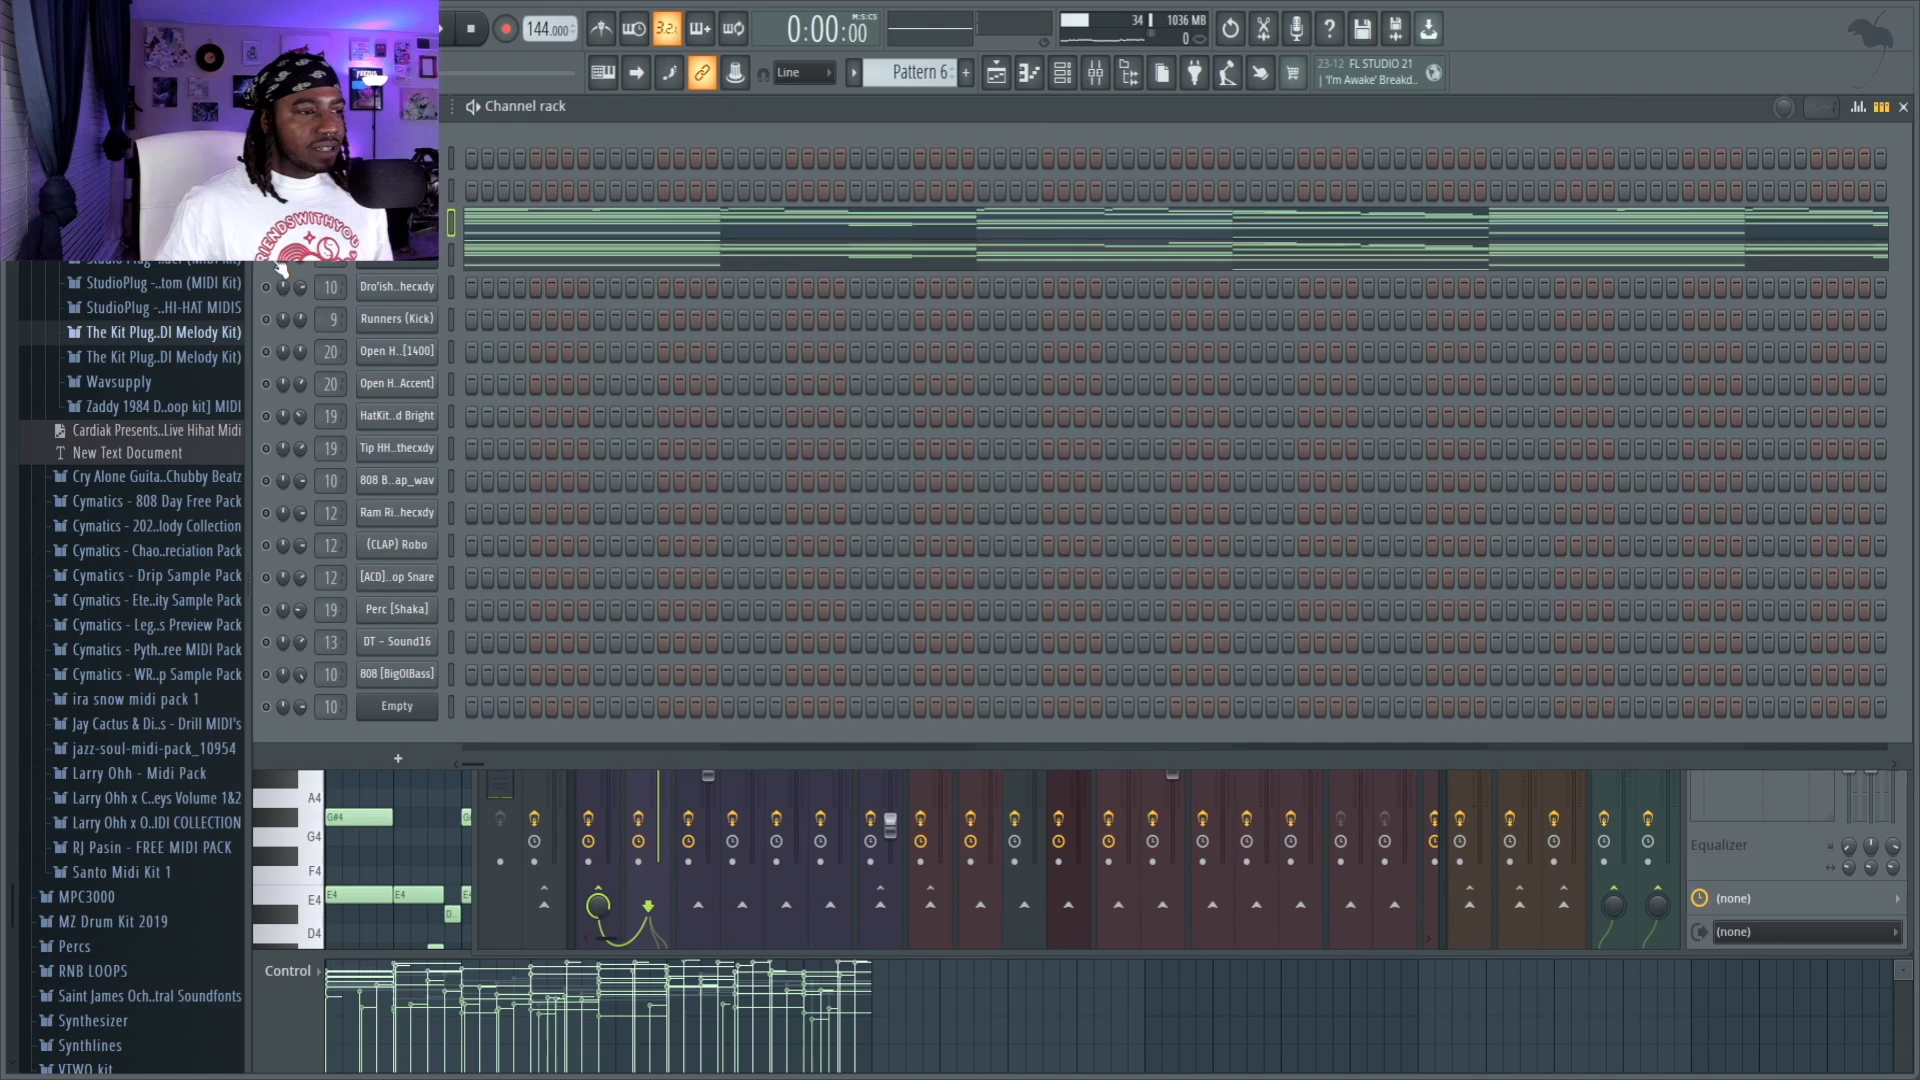 144.000
3.2.
0:00:00
M:S:CS
34
1036 MB
0
Line
Pattern 6
+
23-12 FL STUDIO 21
| 'I'm Awake' Breakd..
Channel rack
StudioPlug -..tom (MIDI Kit)
StudioPlug -..HI-HAT MIDIS
The Kit Plug..DI Melody Kit)
The Kit Plug..DI Melody Kit)
Wavsupply
Zaddy 1984 D..oop kit] MIDI
Cardiak Presents..Live Hihat Midi
New Text Document
Cry Alone Guita..Chubby Beatz
Cymatics - 808 Day Free Pack
Cymatics - 202..lody Collection
Cymatics - Chao..reciation Pack
Cymatics - Drip Sample Pack
Cymatics - Ete..ity Sample Pack
Cymatics - Leg..s Preview Pack
Cymatics - Pyth..ree MIDI Pack
Cymatics - WR..p Sample Pack
ira snow midi pack 1
Jay Cactus & Di..s - Drill MIDI's
jazz-soul-midi-pack_10954
Larry Ohh - Midi Pack
Larry Ohh x C..eys Volume 1&2
Larry Ohh x O..IDI COLLECTION
RJ Pasin - FREE MIDI PACK
Santo Midi Kit 1
MPC3000
MZ Drum Kit 2019
Percs
RNB LOOPS
Saint James Och..tral Soundfonts
Synthesizer
Synthlines
VTWO kit
10 Dro'ish..hecxdy
9 Runners (Kick)
20 Open H..[1400]
20 Open H..Accent]
19 HatKit..d Bright
19 Tip HH..thecxdy
10 808 B..ap_wav
12 Ram Ri..hecxdy
12 (CLAP) Robo
12 [ACD]..op Snare
19 Perc [Shaka]
13 DT - Sound16
10 808 [BigOlBass]
10 Empty
+
A4
G#4
G4
F4
E4
E4 E4
D..
D4
Control
Equalizer
(none)
(none)
FRIENDSWITHYOU